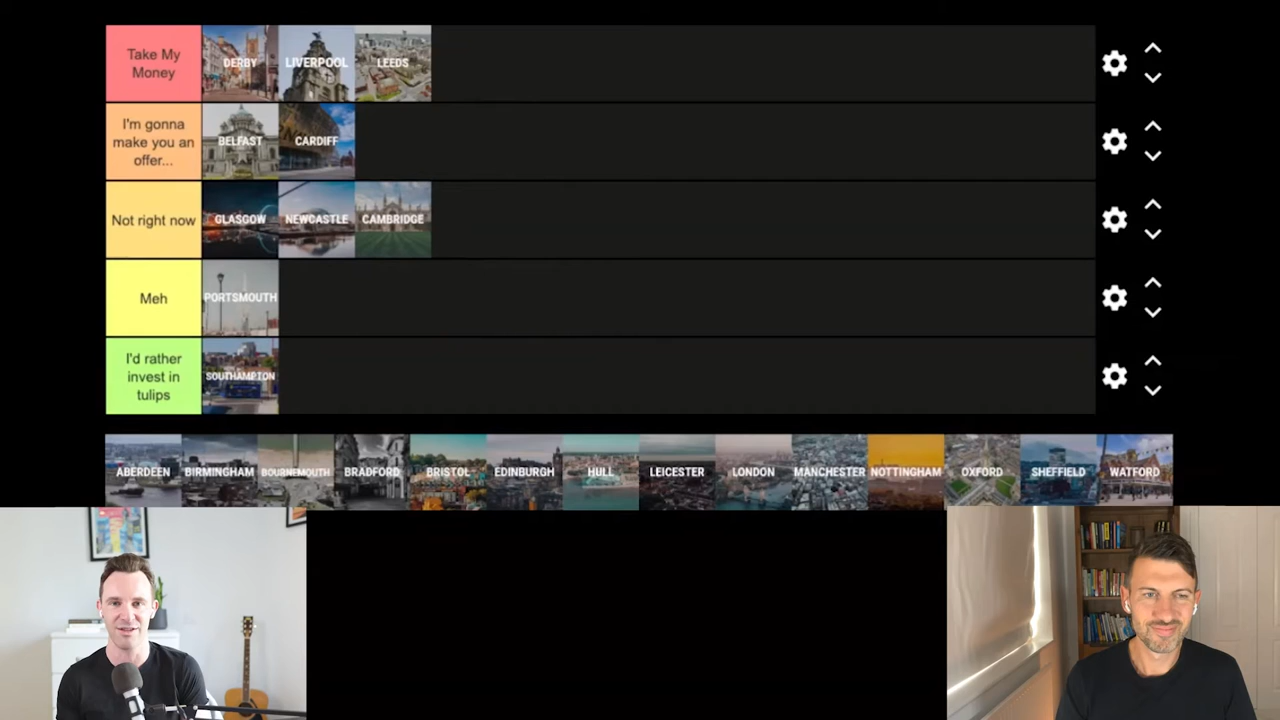 Take My
Money
DERBY
LIVERPOOL
LEEDS
I'm gonna
make you an
offer...
BELFAST
CARDIFF
Not right now
GLASGOW
NEWCASTLE
CAMBRIDGE
Meh
PORTSMOUTH
I'd rather
invest in
tulips
SOUTHAMPTON
ABERDEEN
BIRMINGHAM
BOURNEMOUTH
BRADFORD
BRISTOL
EDINBURGH
HULL
LEICESTER
LONDON
MANCHESTER
NOTTINGHAM
OXFORD
SHEFFIELD
WATFORD